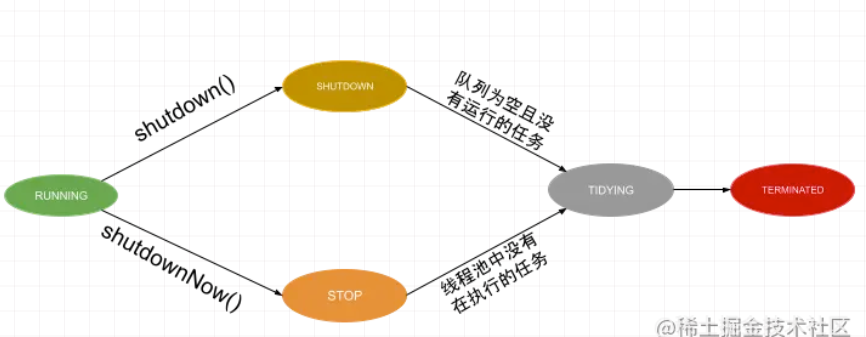 shutdown()
SHUTDOWN
队列为空且没
有运行的任务
RUNNING
TIDYING
TERMINATED
shutdownNow()
STOP
线程池中没有
在执行的任务
@稀土掘金技术社区